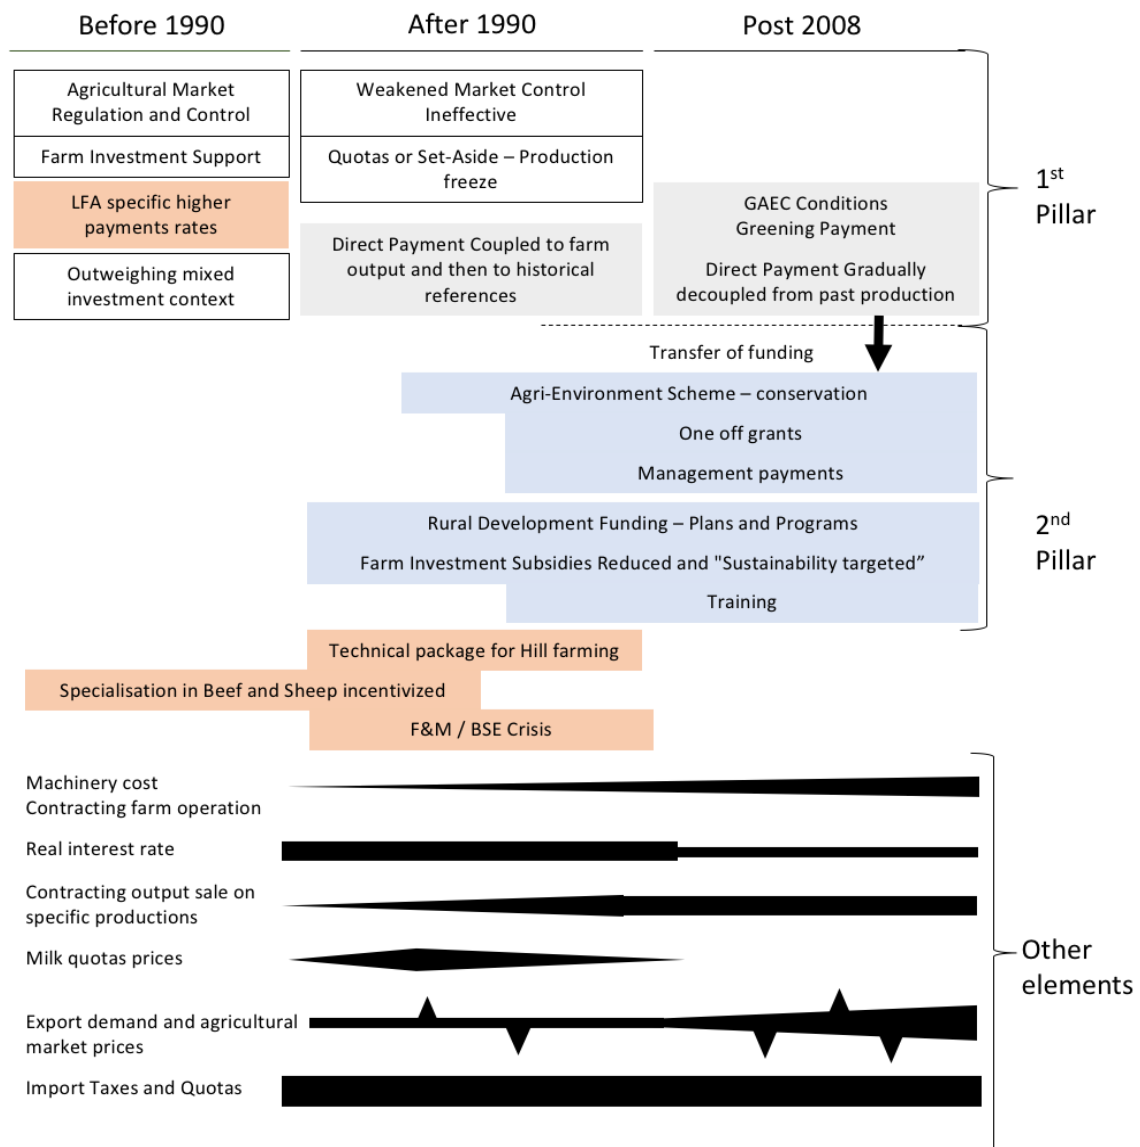 Before 1990
After 1990
Post 2008
Agricultural Market
Regulation and Control
Farm Investment Support
LFA specific higher
payments rates
Outweighing mixed
investment context
Weakened Market Control
Ineffective
Quotas or Set-Aside – Production
freeze
Direct Payment Coupled to farm
output and then to historical
references
GAEC Conditions
Greening Payment
Direct Payment Gradually
decoupled from past production
1st
Pillar
Transfer of funding
Agri-Environment Scheme – conservation
One off grants
Management payments
Rural Development Funding – Plans and Programs
Farm Investment Subsidies Reduced and "Sustainability targeted”
Training
2nd
Pillar
Technical package for Hill farming
Specialisation in Beef and Sheep incentivized
F&M / BSE Crisis
Machinery cost
Contracting farm operation
Real interest rate
Contracting output sale on
specific productions
Milk quotas prices
Export demand and agricultural
market prices
Import Taxes and Quotas
Other
elements